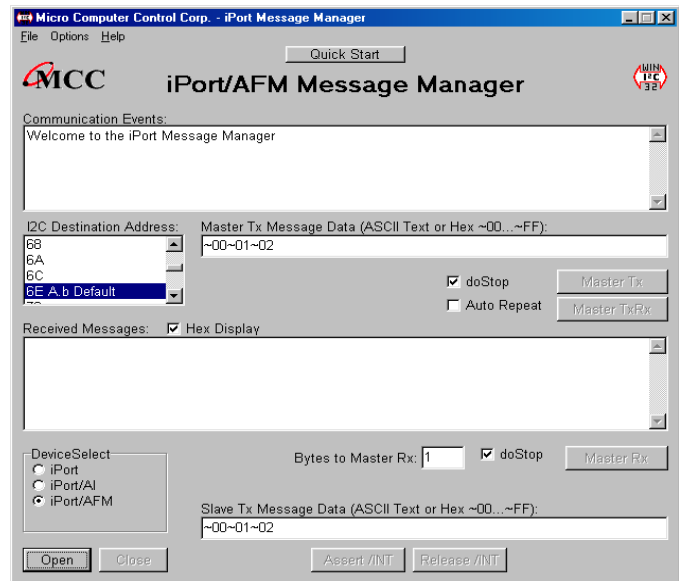 Micro Computer Control Corp. - iPort Message Manager
File Options Help
Quick Start
MCC
iPort/AFM Message Manager
WIN
I²C
32
Communication Events:
Welcome to the iPort Message Manager
I2C Destination Address:
68
6A
6C
6E A.b Default
Master Tx Message Data (ASCII Text or Hex ~00...~FF):
~00~01~02
doStop
Master Tx
Auto Repeat
Master TxRx
Received Messages:
Hex Display
DeviceSelect
iPort
iPort/AI
iPort/AFM
Bytes to Master Rx: 1
doStop
Master Rx
Slave Tx Message Data (ASCII Text or Hex ~00...~FF):
~00~01~02
Open
Close
Assert /INT
Release /INT